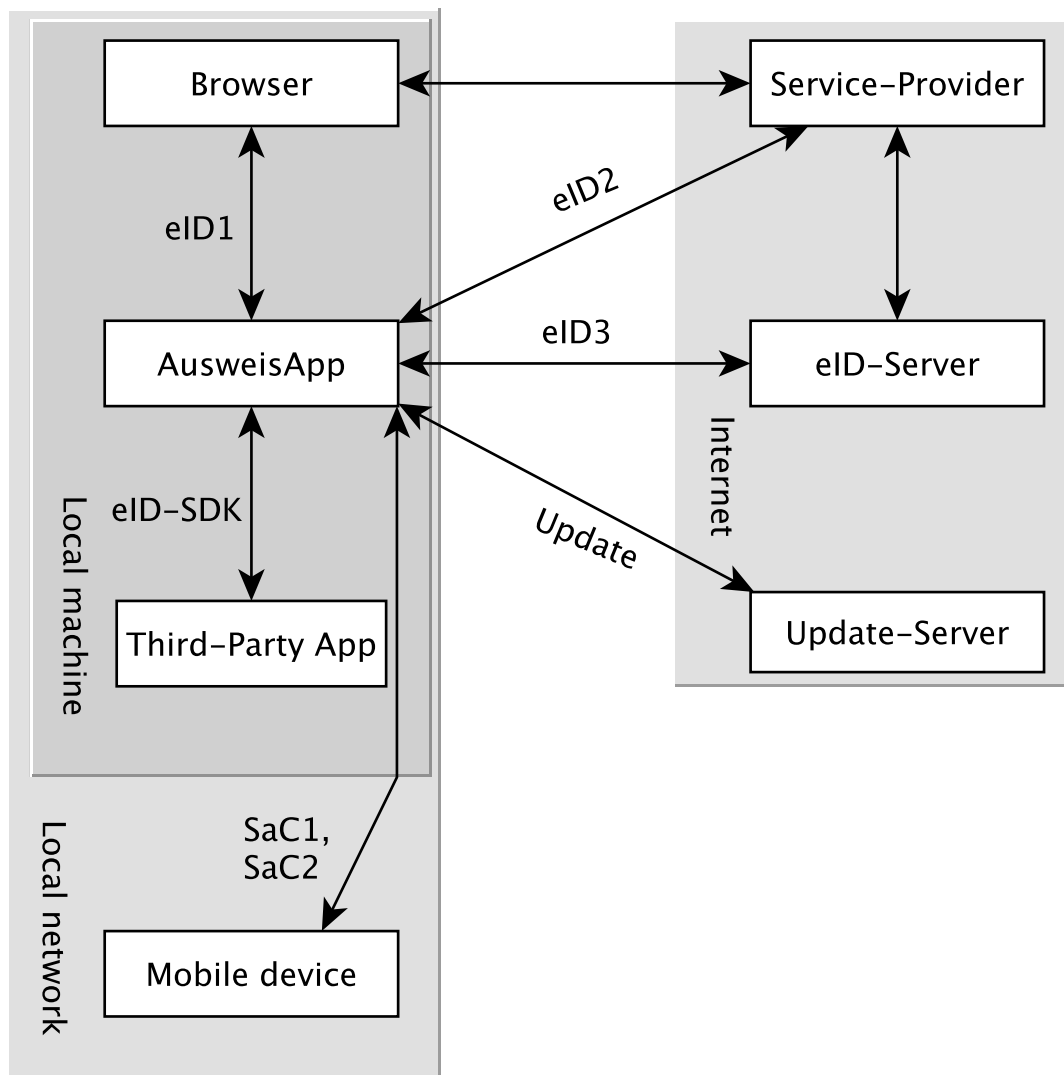 Browser
Service-Provider
eID2
eID1
eID3
AusweisApp
eID-Server
Internet
Local machine
eID-SDK
Update
Third-Party App
Update-Server
SaC1,
SaC2
Local network
Mobile device